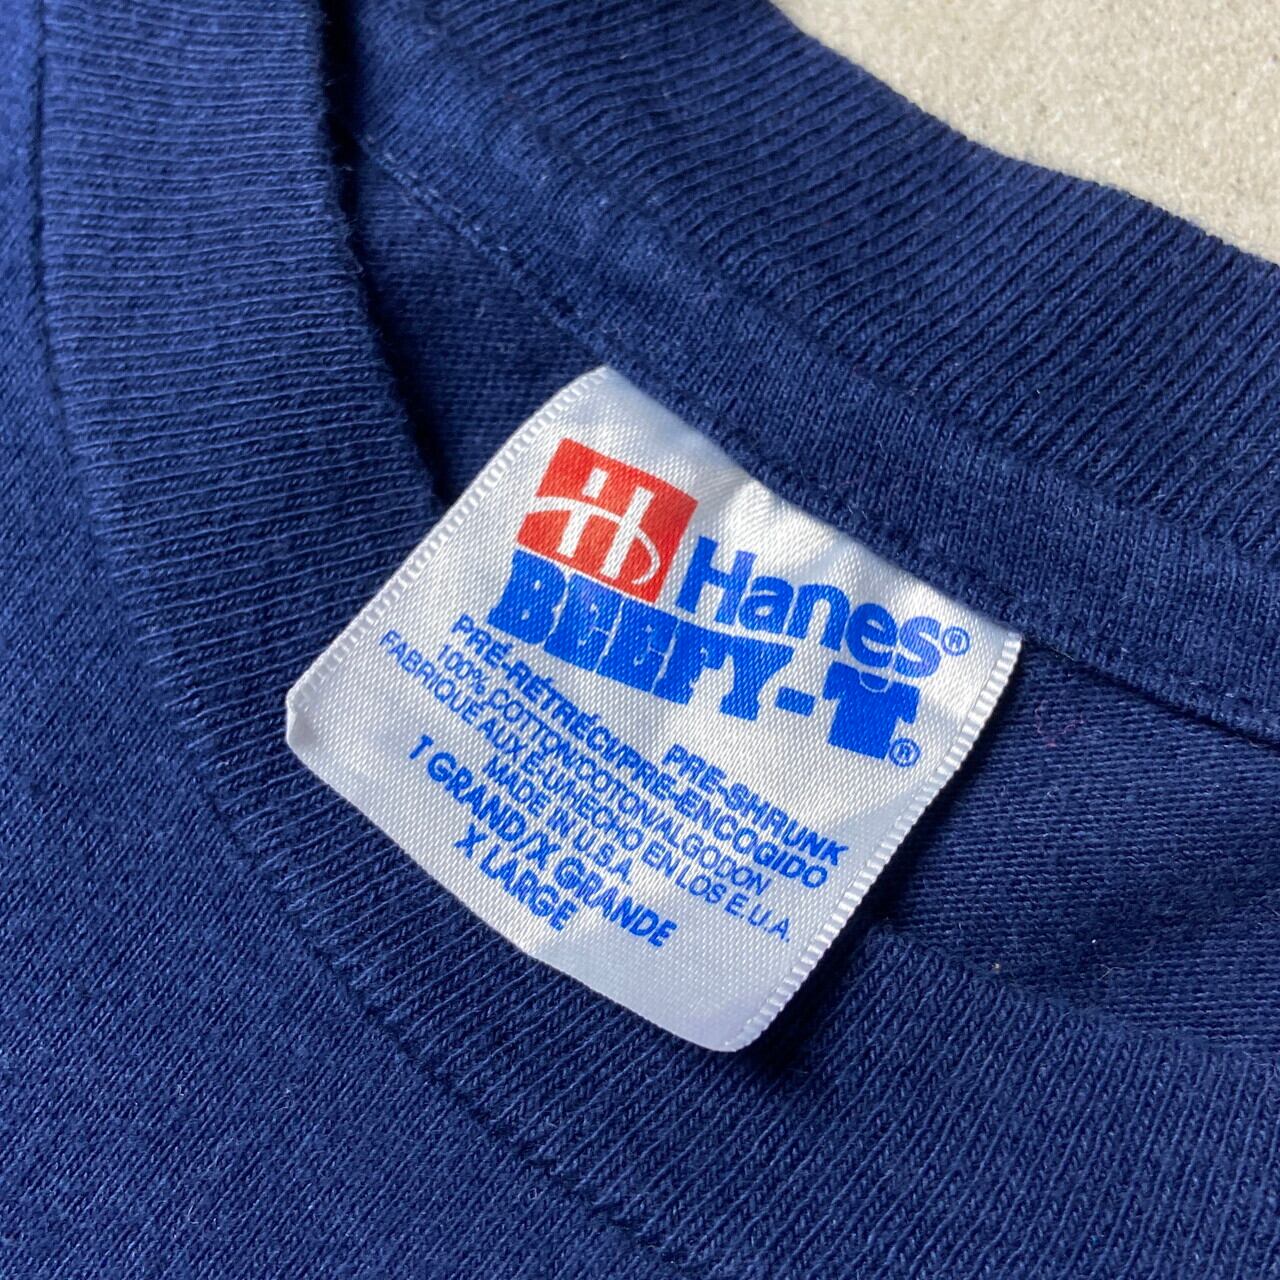 Hanes®
BEEFY-T®
PRE-SHRUNK
PRÉ-RÉTRÉCI/PRE-ENCOGIDO
100% COTTON/COTON/ALGODON
FABRIQUÉ AUX É-U/HECHO EN LOS E.U.A.
MADE IN U.S.A.
T GRAND/X GRANDE
X LARGE